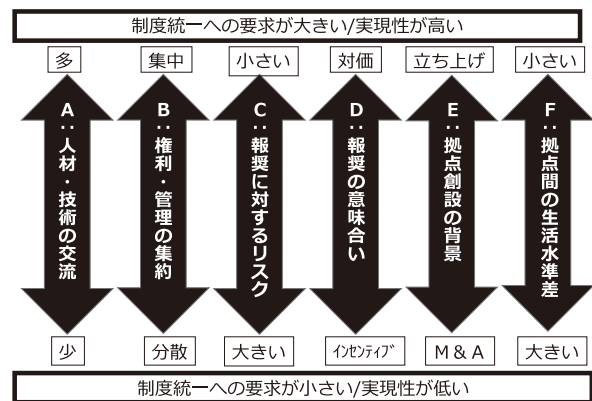 制度統一への要求が大きい/実現性が高い
多
集中
小さい
対価
立ち上げ
小さい
A：人材・技術の交流
B：権利・管理の集約
C：報奨に対するリスク
D：報奨の意味合い
E：拠点創設の背景
F：拠点間の生活水準差
少
分散
大きい
ｲﾝｾﾝﾃｨﾌﾞ
M＆A
大きい
制度統一への要求が小さい/実現性が低い